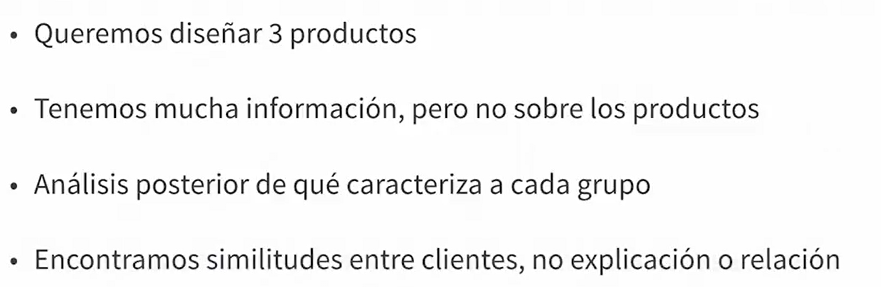 • Queremos diseñar 3 productos
• Tenemos mucha información, pero no sobre los productos
• Análisis posterior de qué caracteriza a cada grupo
• Encontramos similitudes entre clientes, no explicación o relación